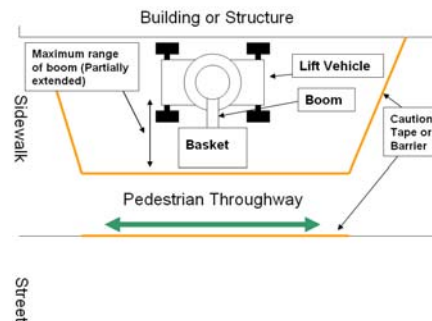 Building or Structure
Maximum range
of boom (Partially
extended)
Lift Vehicle
Boom
Sidewalk
Basket
Caution
Tape or
Barrier
Pedestrian Throughway
Street